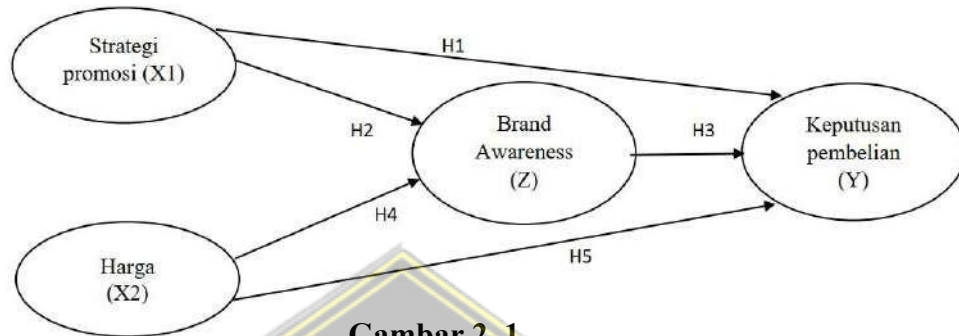 Strategi
promosi (X1)
H1
H2
Brand
Awareness
(Z)
H3
Keputusan
pembelian
(Y)
H4
Harga
(X2)
H5
Gambar 2. 1